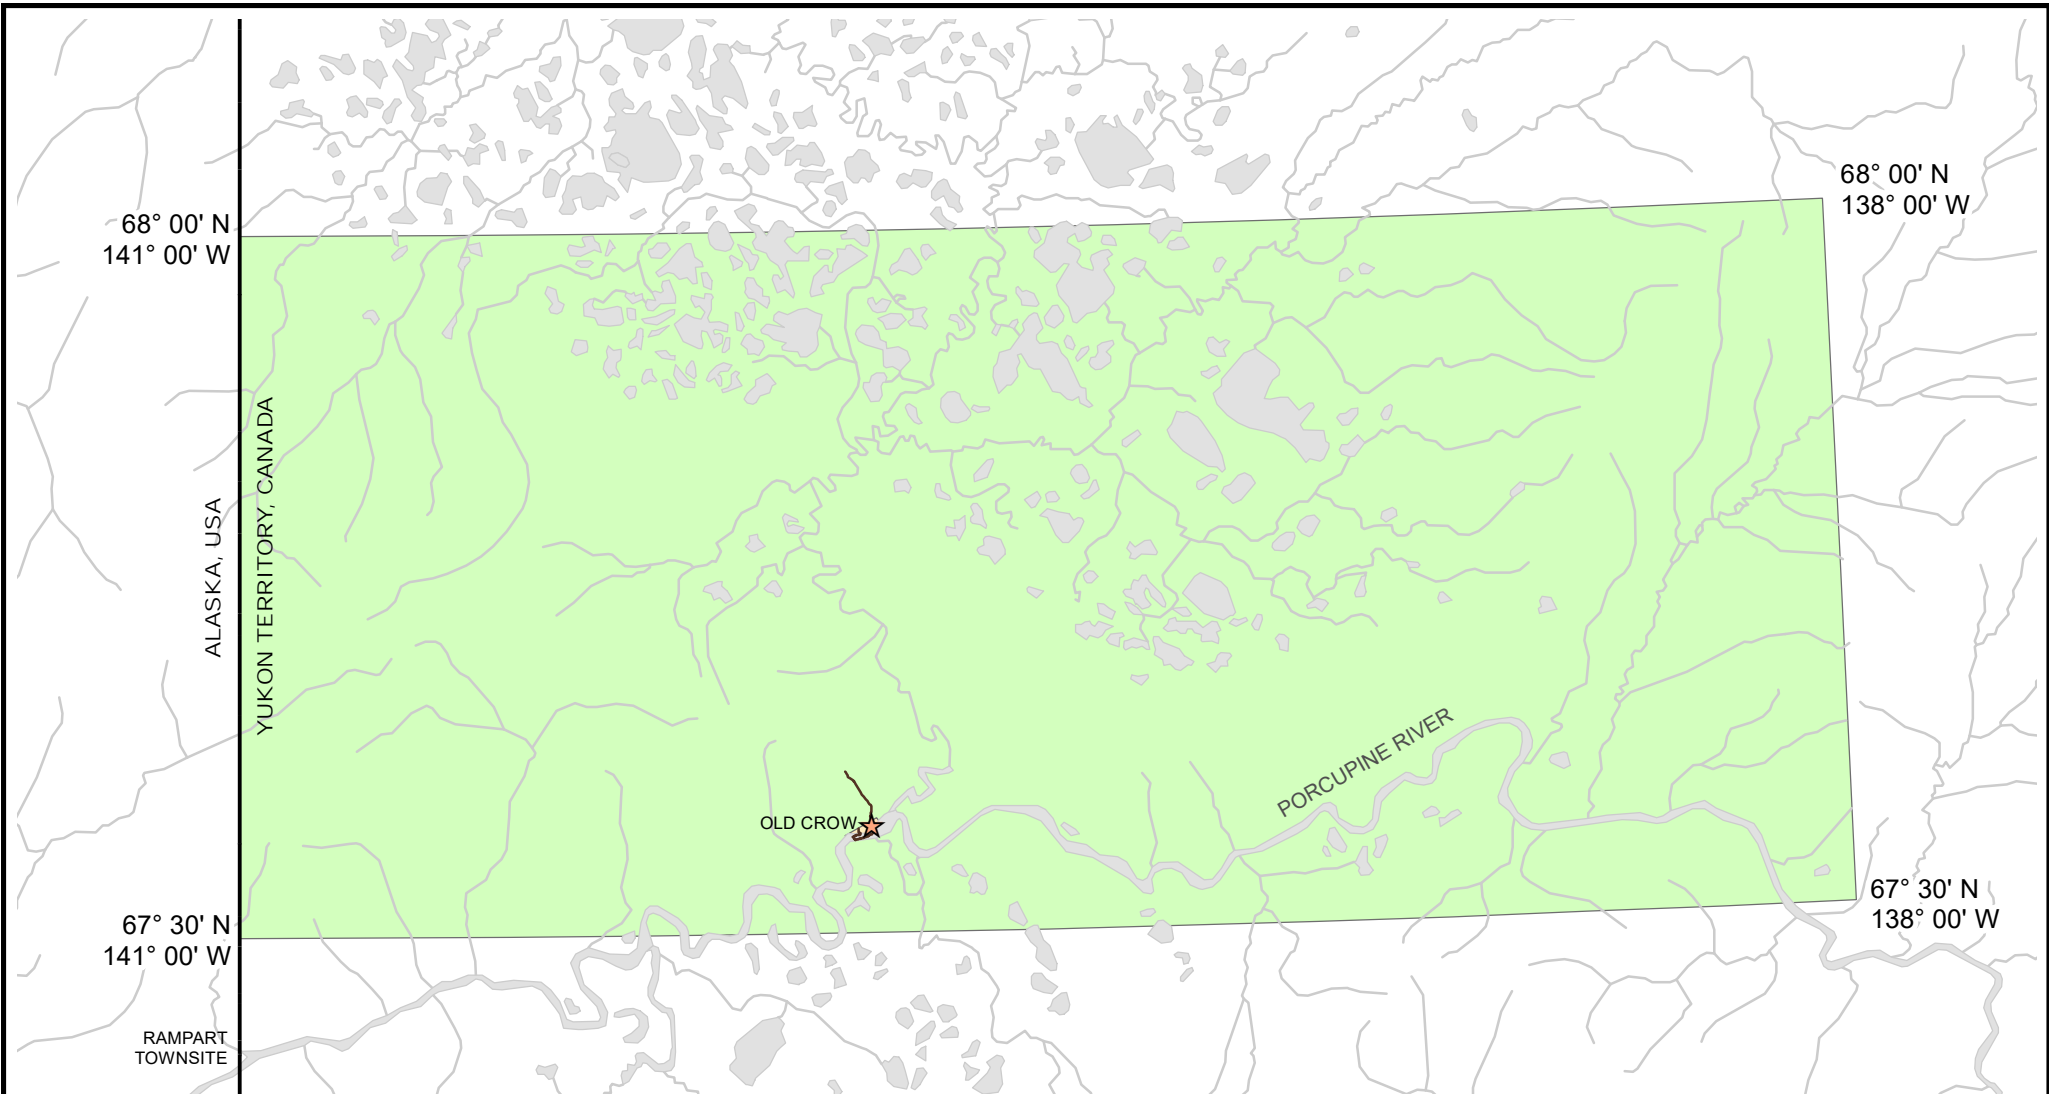 68° 00' N
138° 00' W
68° 00' N
141° 00' W
ALASKA, USA
YUKON TERRITORY, CANADA
PORCUPINE RIVER
OLD CROW
67° 30' N
138° 00' W
67° 30' N
141° 00' W
RAMPART
TOWNSITE